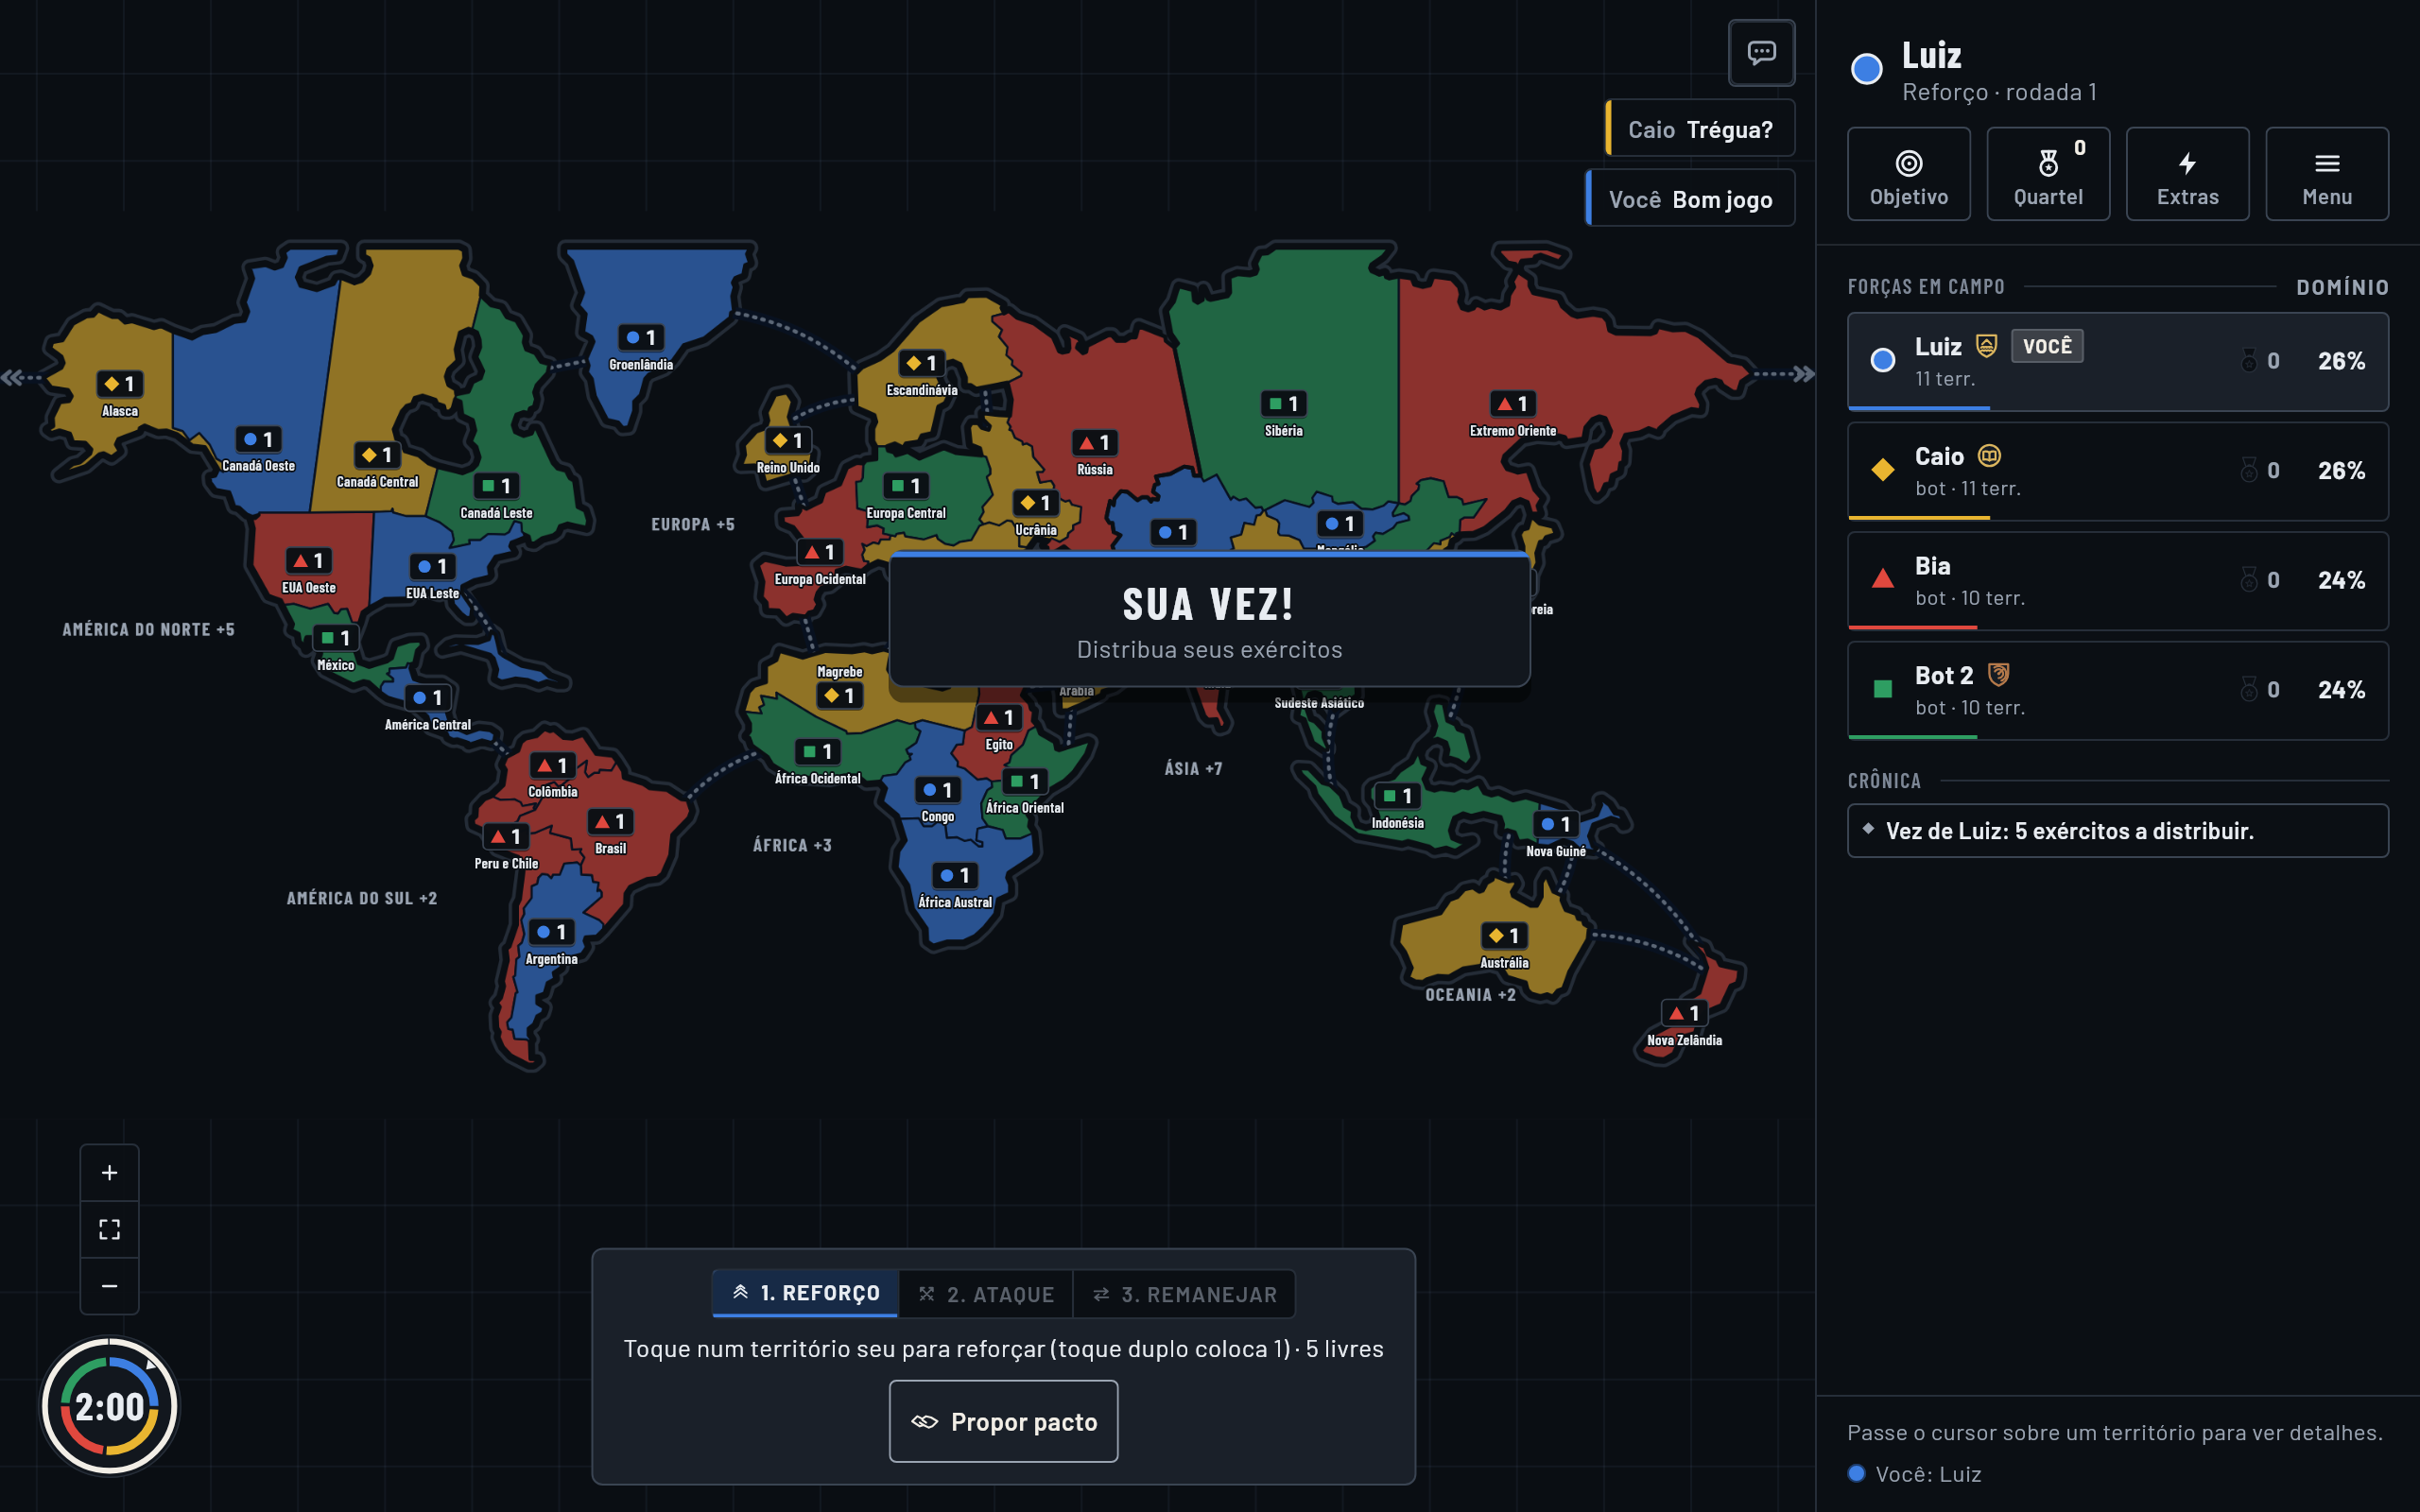 Caio Trégua?
Você Bom jogo
1
Alasca
1
Canadá Oeste
1
Canadá Central
1
Canadá Leste
1
Groenlândia
1
EUA Oeste
1
EUA Leste
1
México
1
América Central
AMÉRICA DO NORTE +5
1
Colômbia
1
Peru e Chile
1
Brasil
1
Argentina
AMÉRICA DO SUL +2
EUROPA +5
1
Escandinávia
1
Reino Unido
1
Europa Central
1
Ucrânia
1
Europa Ocidental
1
Rússia
1
Sibéria
1
Extremo Oriente
1
1
SUA VEZ!
Distribua seus exércitos
Magrebe
1
1
África Ocidental
1
Egito
1
África Oriental
1
Congo
1
África Austral
ÁFRICA +3
Arábia
Sudeste Asiático
ÁSIA +7
1
Indonésia
1
Nova Guiné
1
Austrália
OCEANIA +2
1
Nova Zelândia
+
−
2:00
1. REFORÇO
2. ATAQUE
3. REMANEJAR
Toque num território seu para reforçar (toque duplo coloca 1) · 5 livres
Propor pacto
Luiz
Reforço · rodada 1
Objetivo
0
Quartel
Extras
Menu
FORÇAS EM CAMPO
DOMÍNIO
Luiz VOCÊ
11 terr.
0 26%
Caio
bot · 11 terr.
0 26%
Bia
bot · 10 terr.
0 24%
Bot 2
bot · 10 terr.
0 24%
CRÔNICA
Vez de Luiz: 5 exércitos a distribuir.
Passe o cursor sobre um território para ver detalhes.
Você: Luiz